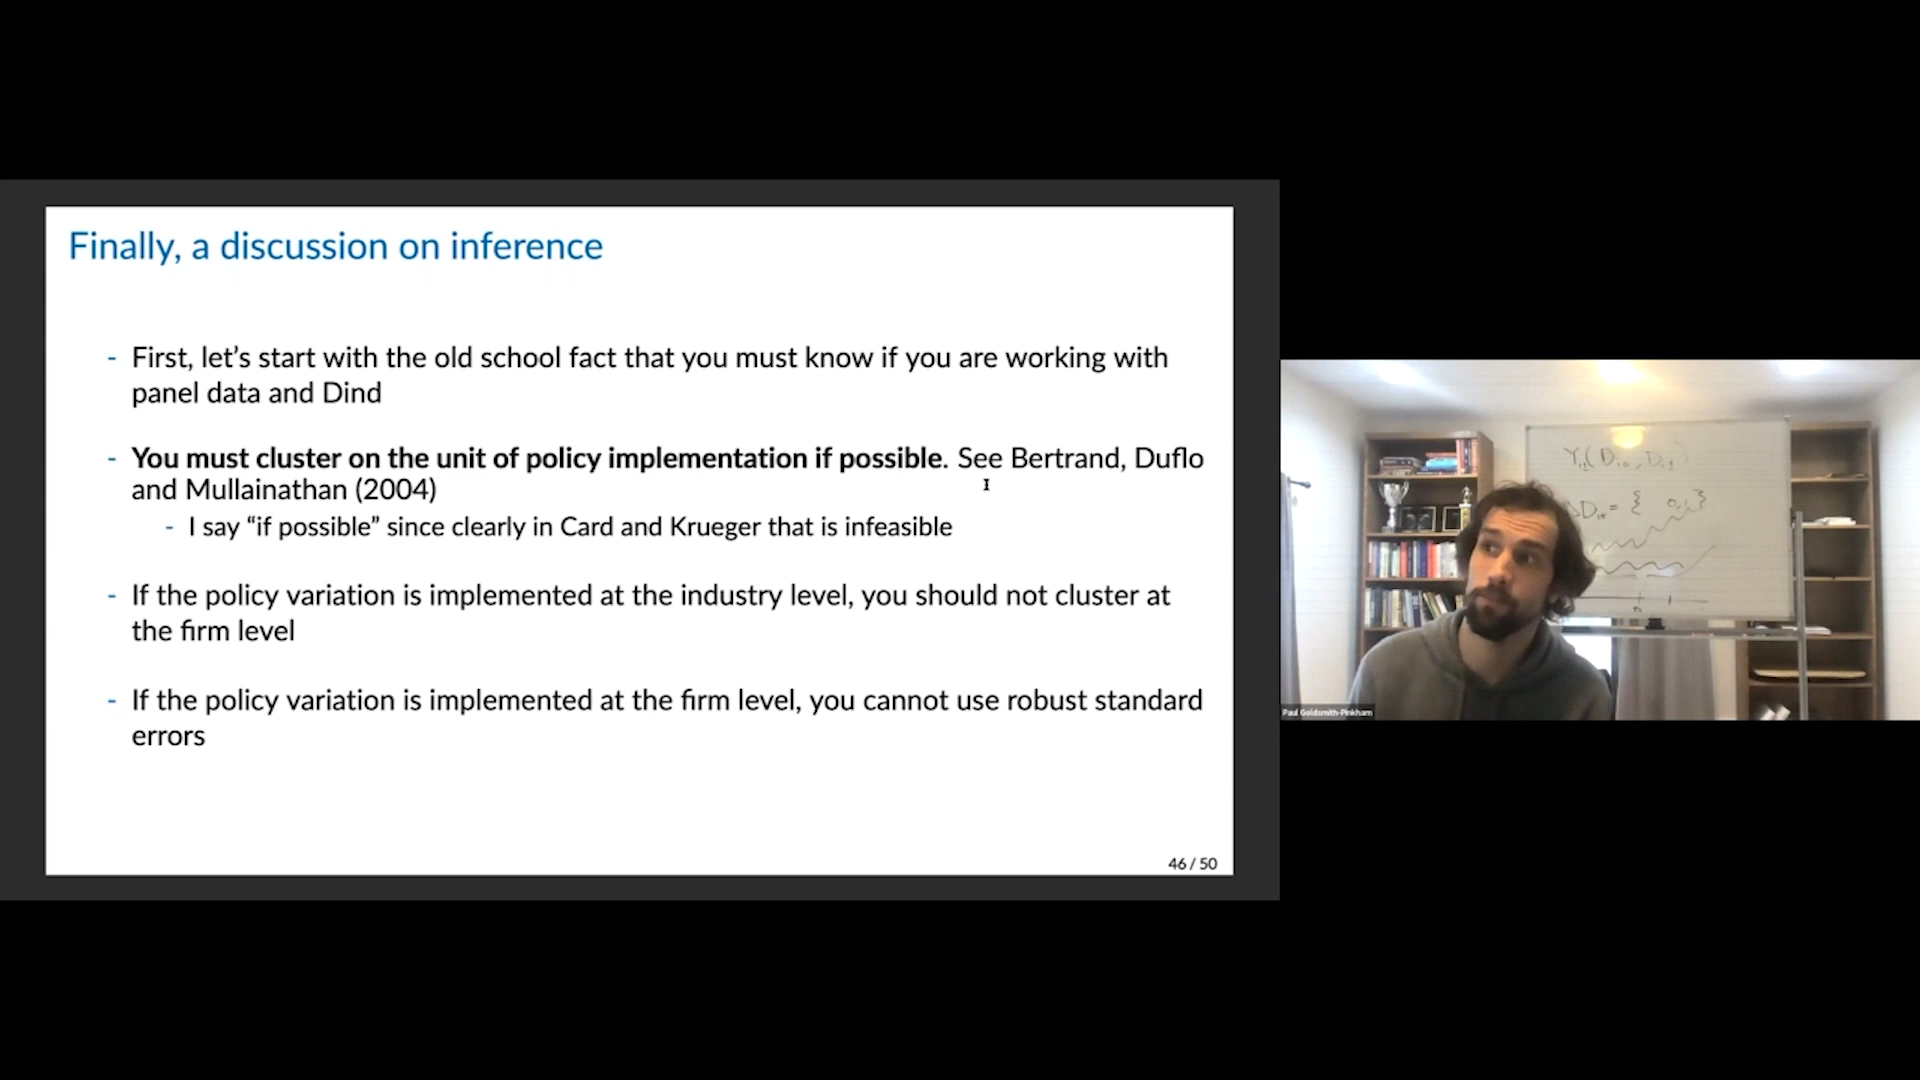 Finally, a discussion on inference
- First, let’s start with the old school fact that you must know if you are working with
panel data and Dind
- You must cluster on the unit of policy implementation if possible. See Bertrand, Duflo
and Mullainathan (2004)
- I say “if possible” since clearly in Card and Krueger that is infeasible
- If the policy variation is implemented at the industry level, you should not cluster at
the firm level
- If the policy variation is implemented at the firm level, you cannot use robust standard
errors
46 / 50
Paul Goldsmith-Pinkham